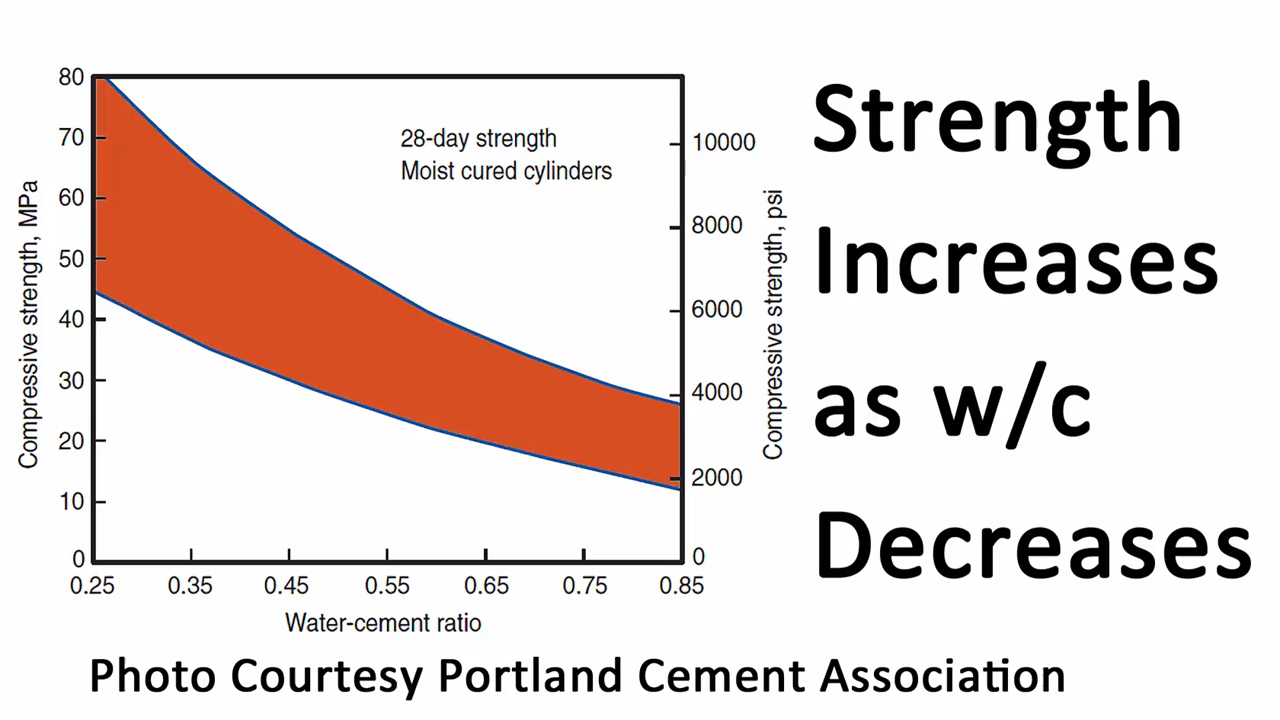 Strength
Increases
as w/c
Decreases
28-day strength
Moist cured cylinders
Compressive strength, MPa
80
70
60
50
40
30
20
10
0
Compressive strength, psi
10000
8000
6000
4000
2000
0
0.25 0.35 0.45 0.55 0.65 0.75 0.85
Water-cement ratio
Photo Courtesy Portland Cement Association